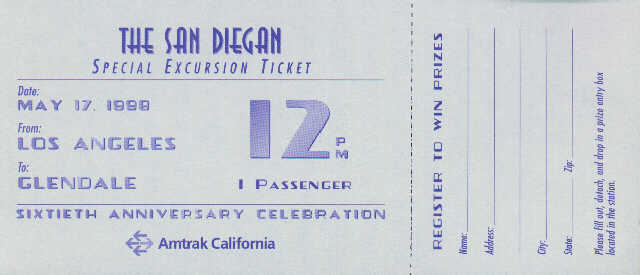 THE SAN DIEGAN
SPECIAL EXCURSION TICKET
Date:
MAY 17, 1999
From:
LOS ANGELES
To:
GLENDALE
12 PM
1 PASSENGER
SIXTIETH ANNIVERSARY CELEBRATION
Amtrak California
REGISTER TO WIN PRIZES
Name:
Address:
City:
State: Zip:
Please fill out, detach, and drop in a prize entry box
located in the station.